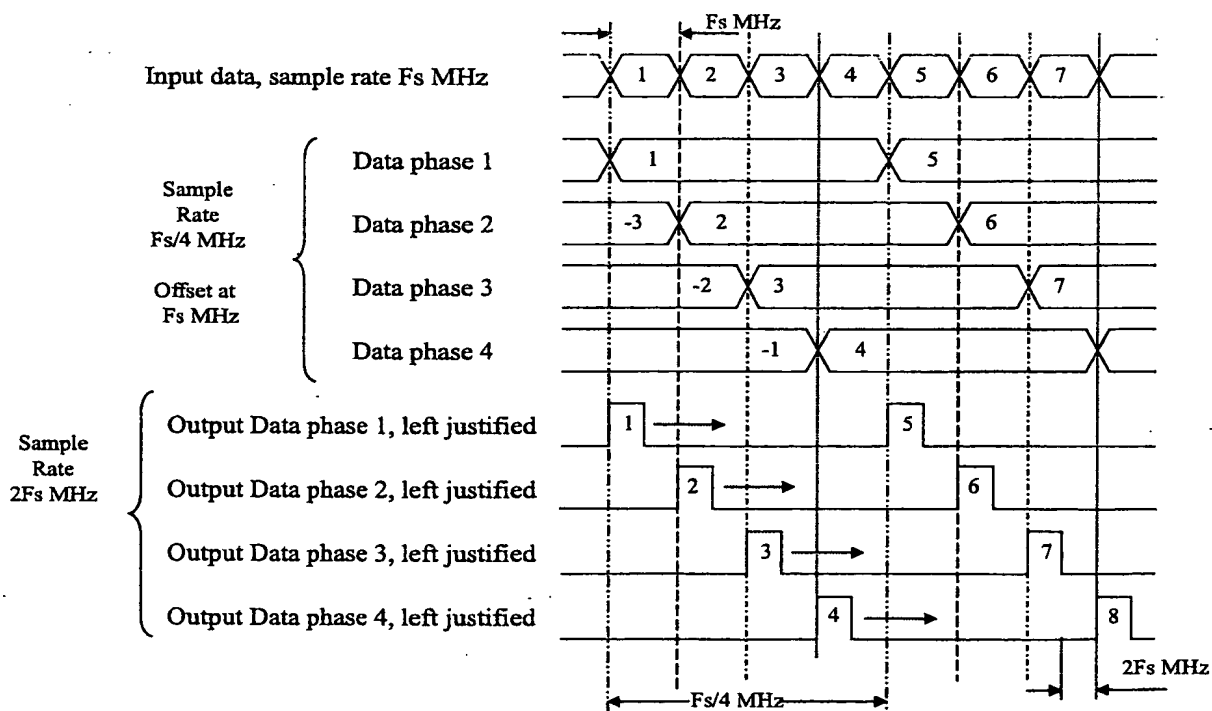 Fs MHz
Input data, sample rate Fs MHz
1 2 3 4 5 6 7
Sample
Rate
Fs/4 MHz
Offset at
Fs MHz
Data phase 1
1 5
Data phase 2
-3 2 6
Data phase 3
-2 3 7
Data phase 4
-1 4
Sample
Rate
2Fs MHz
Output Data phase 1, left justified
1 5
Output Data phase 2, left justified
2 6
Output Data phase 3, left justified
3 7
Output Data phase 4, left justified
4 8
2Fs MHz
Fs/4 MHz